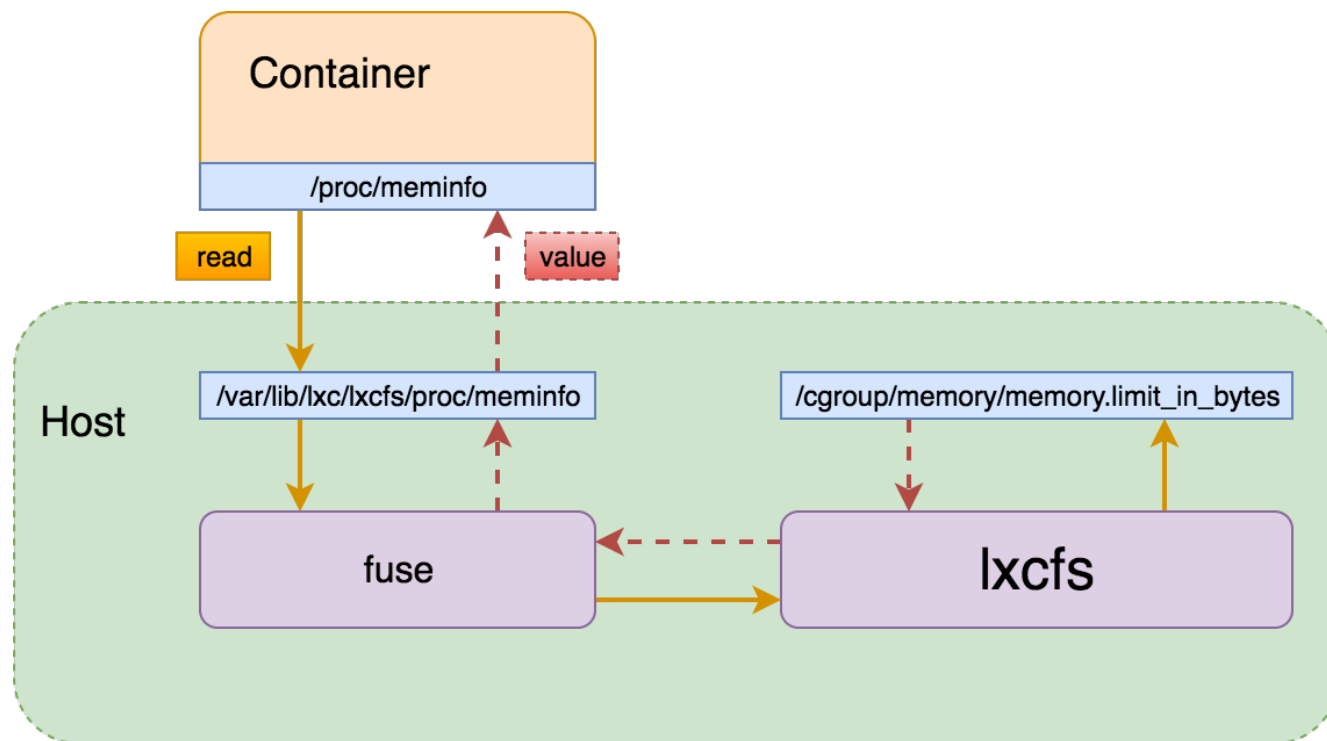 Container
/proc/meminfo
read
value
Host
/var/lib/lxc/lxcfs/proc/meminfo
/cgroup/memory/memory.limit_in_bytes
fuse
lxcfs